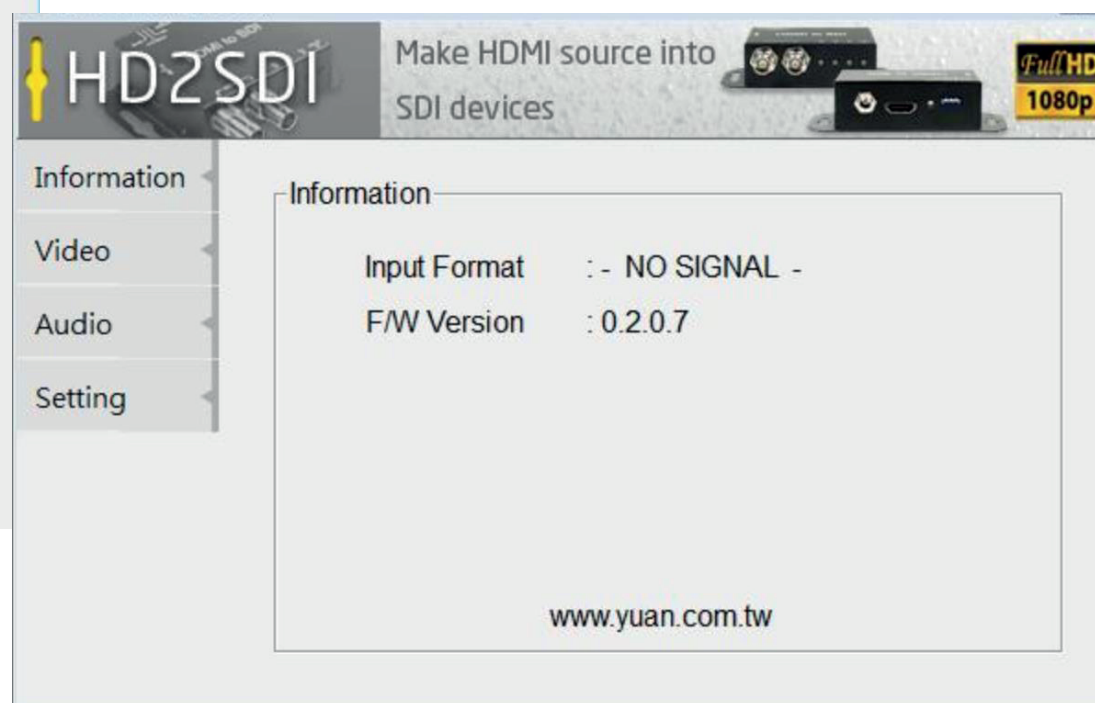 HD2SDI
Make HDMI source into
SDI devices
Full HD
1080p
Information
Video
Audio
Setting
Information
Input Format : - NO SIGNAL -
F/W Version : 0.2.0.7
www.yuan.com.tw